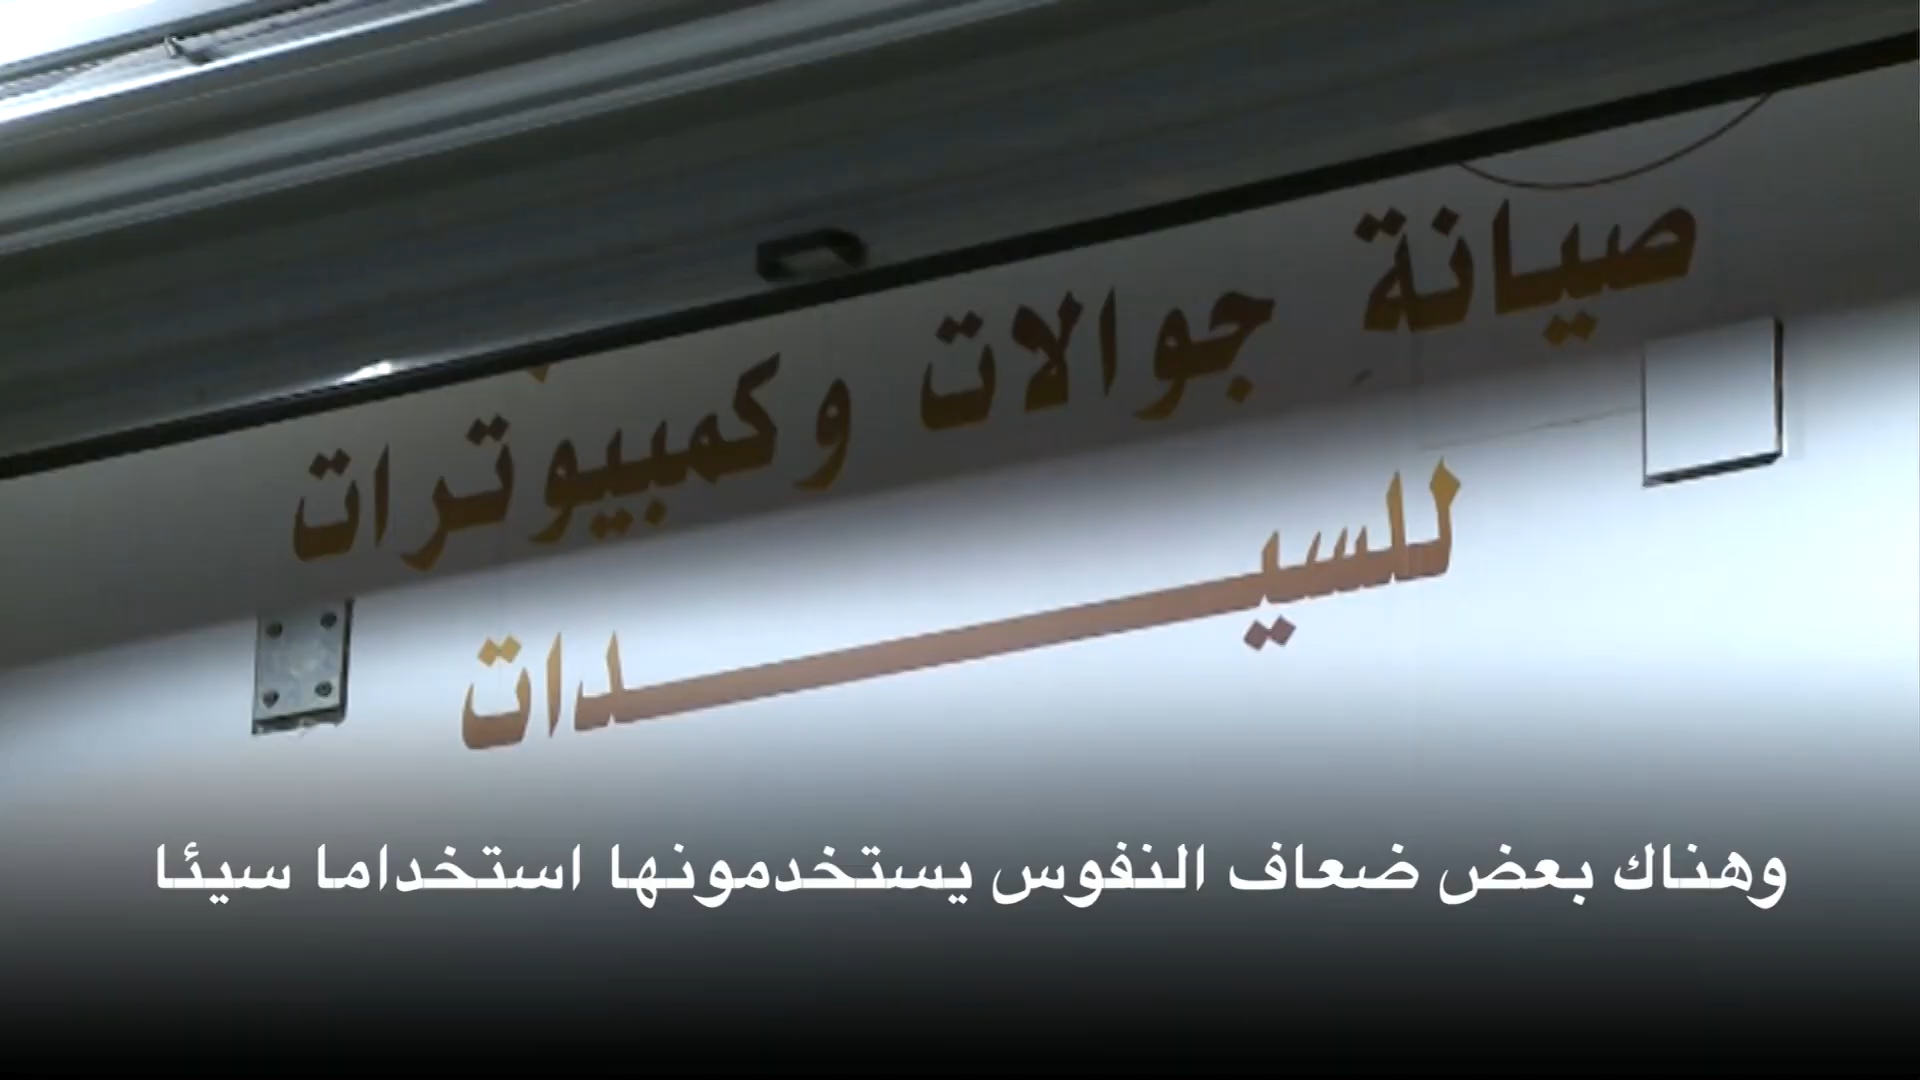 صيانة جوالات وكمبيوترات
للسيدات
وهناك بعض ضعاف النفوس يستخدمونها استخداما سيئا